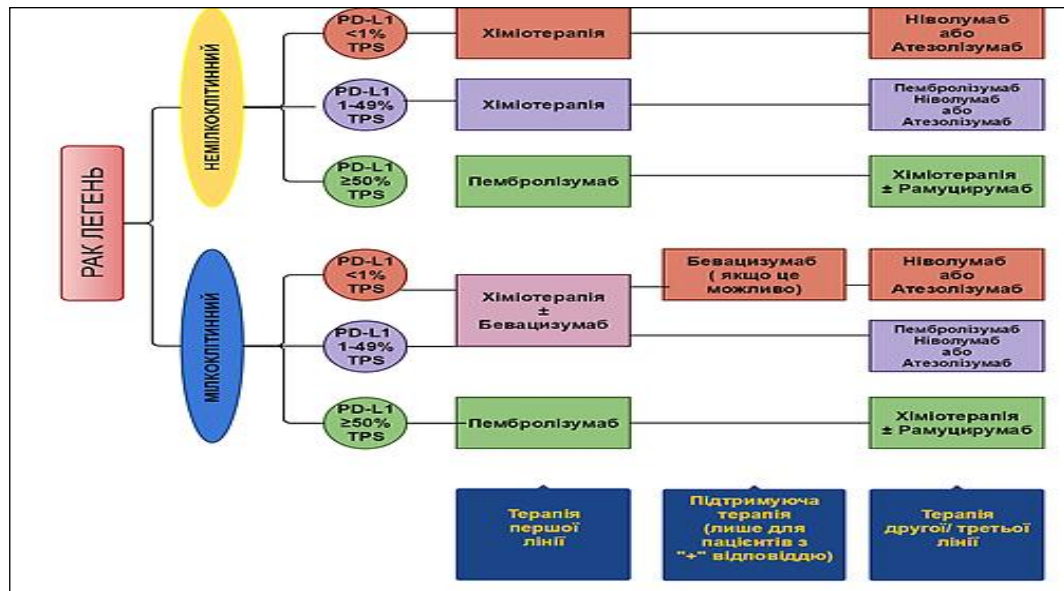 РАК ЛЕГЕНЬ
НЕМІЛКОКЛІТИННИЙ
PD-L1
<1%
TPS
Хіміотерапія
Ніволумаб
або
Атезолізумаб
PD-L1
1-49%
TPS
Хіміотерапія
Пембролізумаб
Ніволумаб
або
Атезолізумаб
PD-L1
≥50%
TPS
Пембролізумаб
Хіміотерапія
± Рамуцирумаб
МІЛКОКЛІТИННИЙ
PD-L1
<1%
TPS
Хіміотерапія
±
Бевацизумаб
Бевацизумаб
( якщо це
можливо)
Ніволумаб
або
Атезолізумаб
PD-L1
1-49%
TPS
Пембролізумаб
Ніволумаб
або
Атезолізумаб
PD-L1
≥50%
TPS
Пембролізумаб
Хіміотерапія
± Рамуцирумаб
Терапія
першої
лінії
Підтримуюча
терапія
(лише для
пацієнтів з
"+" відповіддю)
Терапія
другої/ третьої
лінії